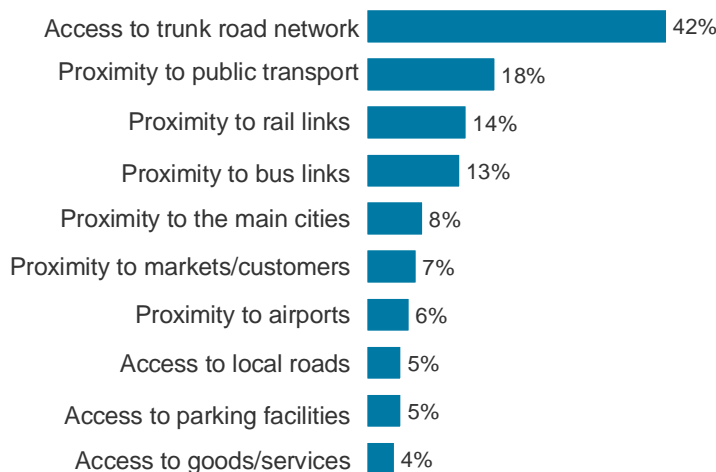 Access to trunk road network 42%
Proximity to public transport 18%
Proximity to rail links 14%
Proximity to bus links 13%
Proximity to the main cities 8%
Proximity to markets/customers 7%
Proximity to airports 6%
Access to local roads 5%
Access to parking facilities 5%
Access to goods/services 4%